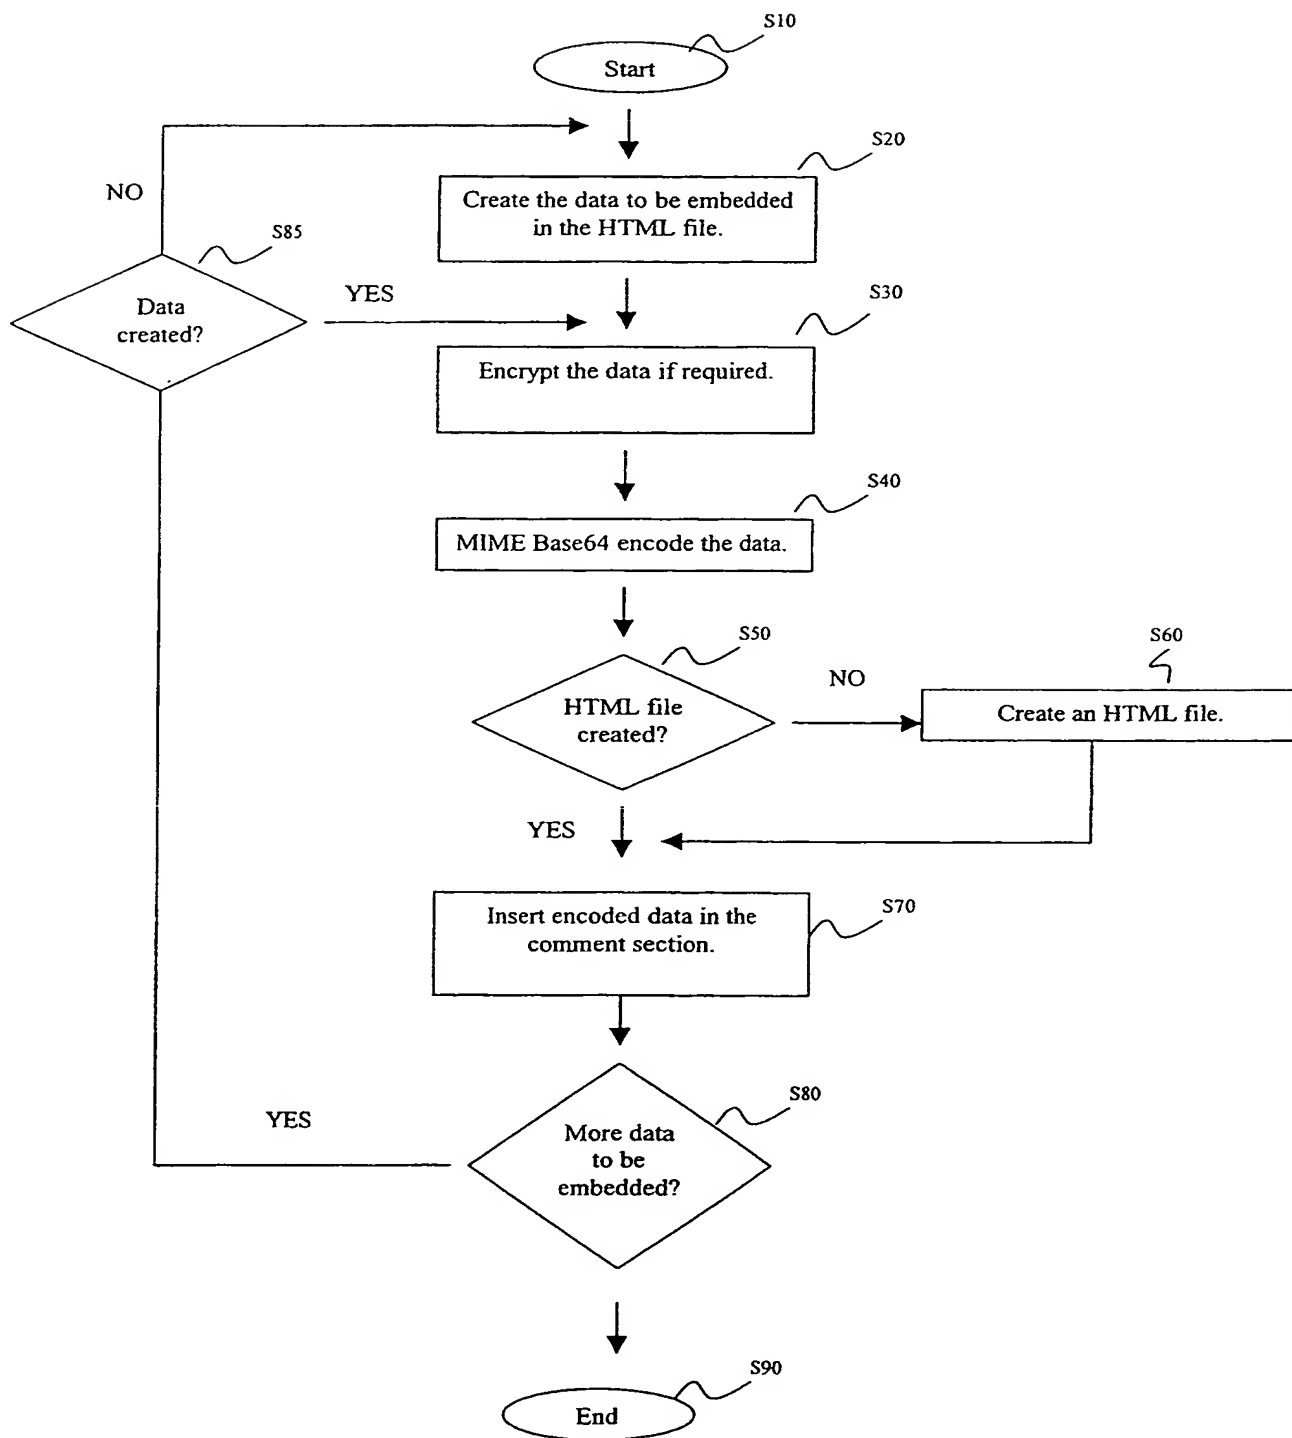 S10
Start
S20
NO
Create the data to be embedded
in the HTML file.
S85
Data
created?
YES
S30
Encrypt the data if required.
S40
MIME Base64 encode the data.
S50
HTML file
created?
NO
S60
Create an HTML file.
YES
S70
Insert encoded data in the
comment section.
S80
YES
More data
to be
embedded?
S90
End